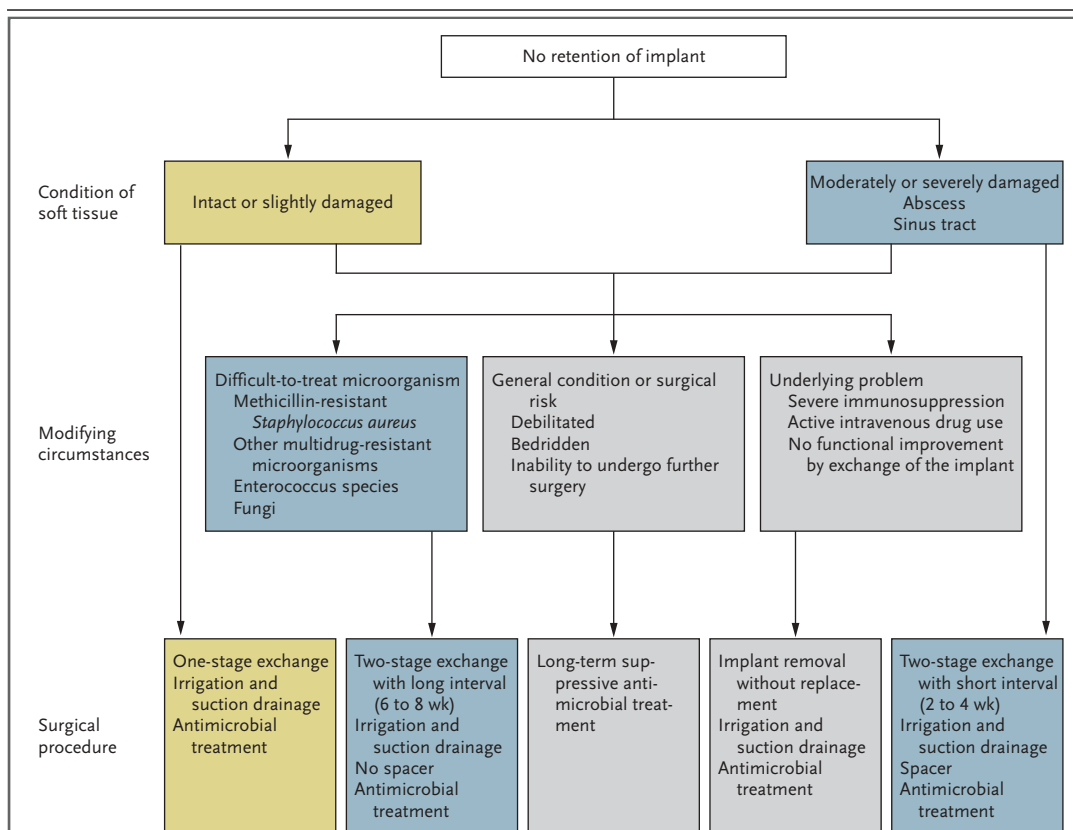 No retention of implant
Condition of
soft tissue
Intact or slightly damaged
Moderately or severely damaged
Abscess
Sinus tract
Modifying
circumstances
Difficult-to-treat microorganism
Methicillin-resistant
Staphylococcus aureus
Other multidrug-resistant
microorganisms
Enterococcus species
Fungi
General condition or surgical
risk
Debilitated
Bedridden
Inability to undergo further
surgery
Underlying problem
Severe immunosuppression
Active intravenous drug use
No functional improvement
by exchange of the implant
Surgical
procedure
One-stage exchange
Irrigation and
suction drainage
Antimicrobial
treatment
Two-stage exchange
with long interval
(6 to 8 wk)
Irrigation and
suction drainage
No spacer
Antimicrobial
treatment
Long-term sup-
pressive anti-
microbial treat-
ment
Implant removal
without replace-
ment
Irrigation and
suction drainage
Antimicrobial
treatment
Two-stage exchange
with short interval
(2 to 4 wk)
Irrigation and
suction drainage
Spacer
Antimicrobial
treatment